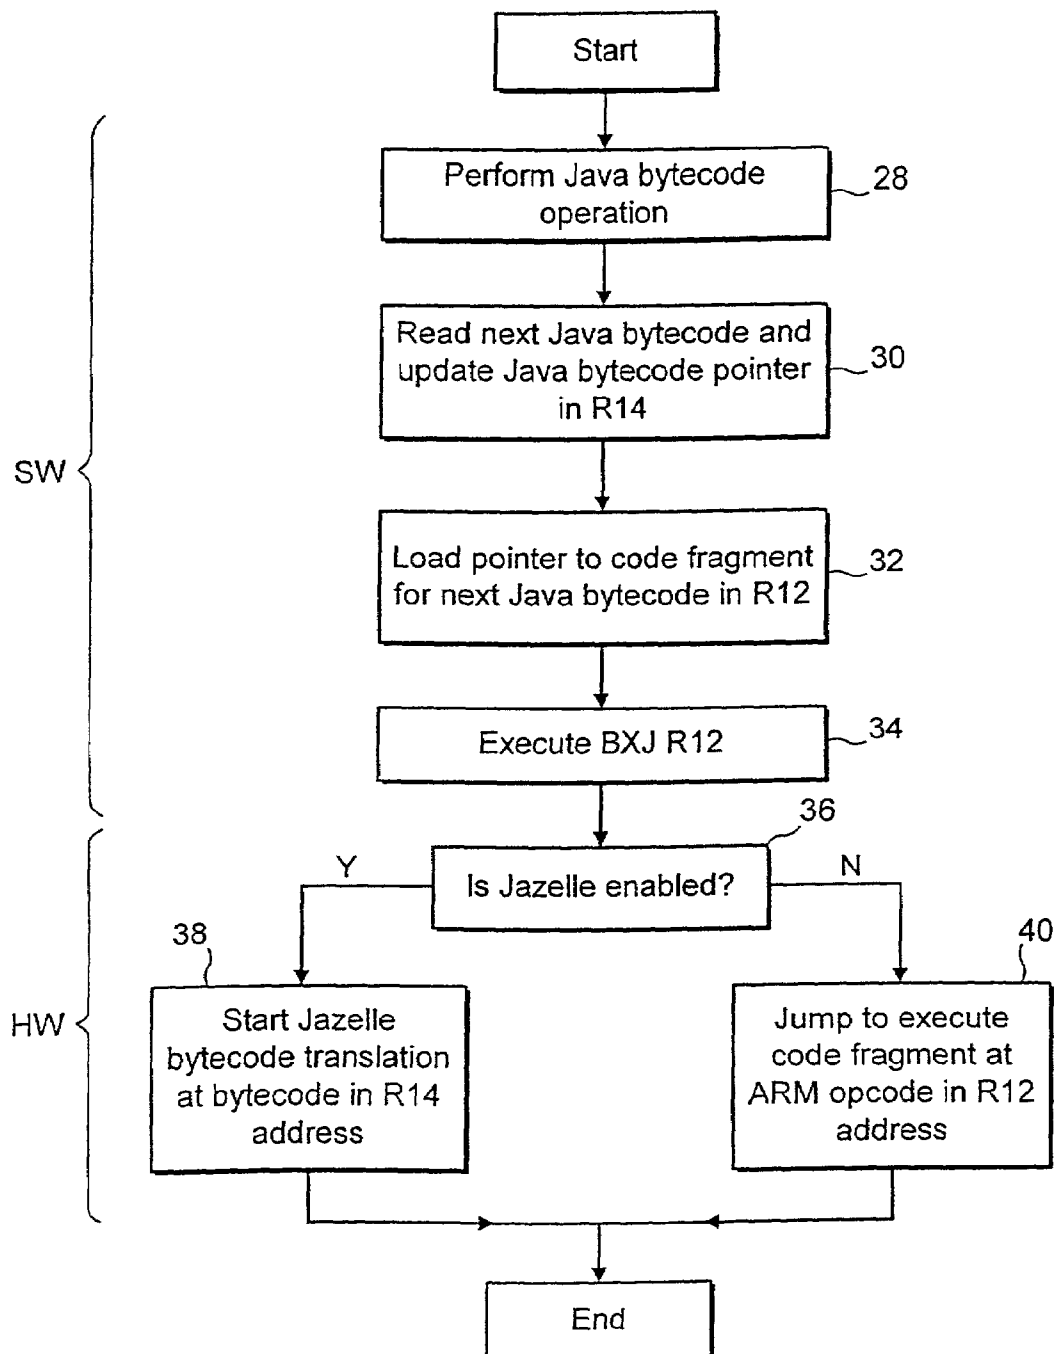 Start
Perform Java bytecode
operation
28
Read next Java bytecode and
update Java bytecode pointer
in R14
30
SW
Load pointer to code fragment
for next Java bytecode in R12
32
Execute BXJ R12
34
36
Y
Is Jazelle enabled?
N
38
40
HW
Start Jazelle
bytecode translation
at bytecode in R14
address
Jump to execute
code fragment at
ARM opcode in R12
address
End